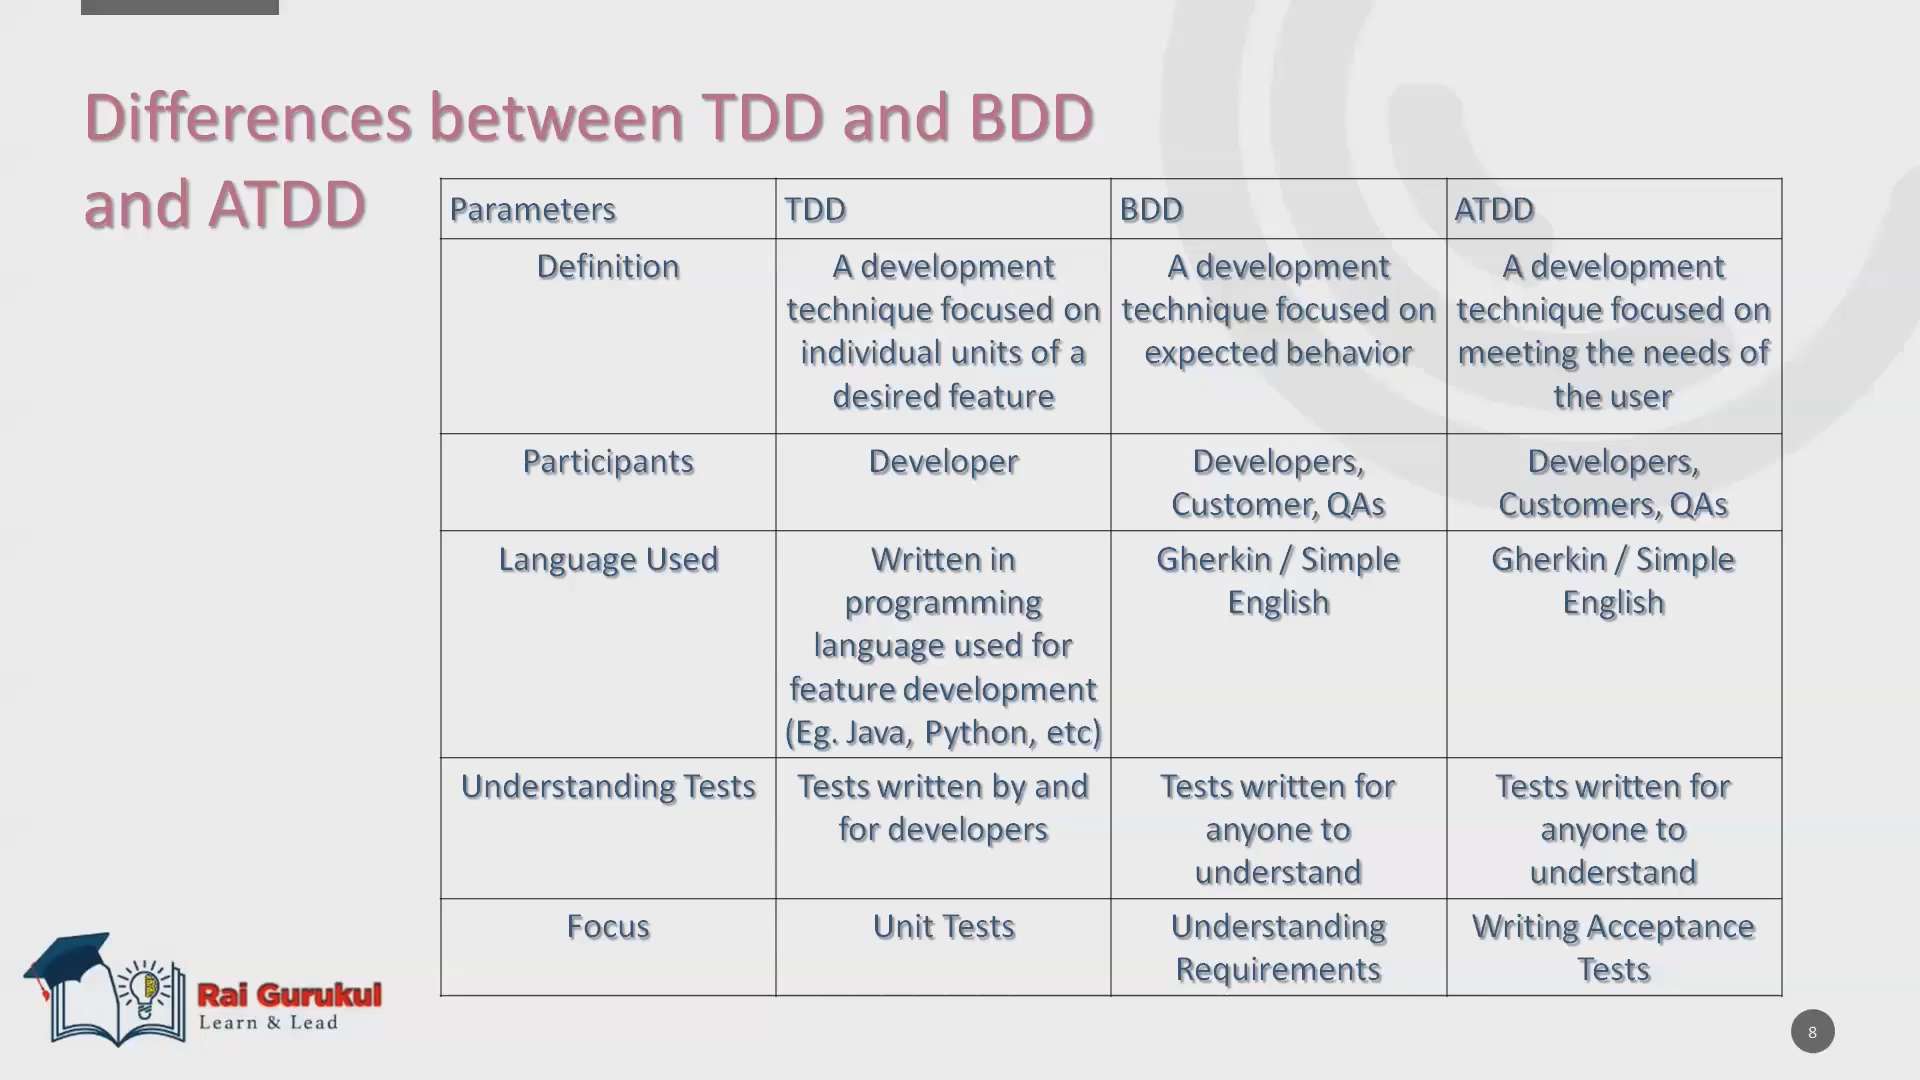 Differences between TDD and BDD
and ATDD
Parameters
TDD
BDD
ATDD
Definition
A development
technique focused on
individual units of a
desired feature
A development
technique focused on
expected behavior
A development
technique focused on
meeting the needs of
the user
Participants
Developer
Developers,
Customer, QAs
Developers,
Customers, QAs
Language Used
Written in
programming
language used for
feature development
(Eg. Java, Python, etc)
Gherkin / Simple
English
Gherkin / Simple
English
Understanding Tests
Tests written by and
for developers
Tests written for
anyone to
understand
Tests written for
anyone to
understand
Focus
Unit Tests
Understanding
Requirements
Writing Acceptance
Tests
Rai Gurukul
Learn & Lead
8